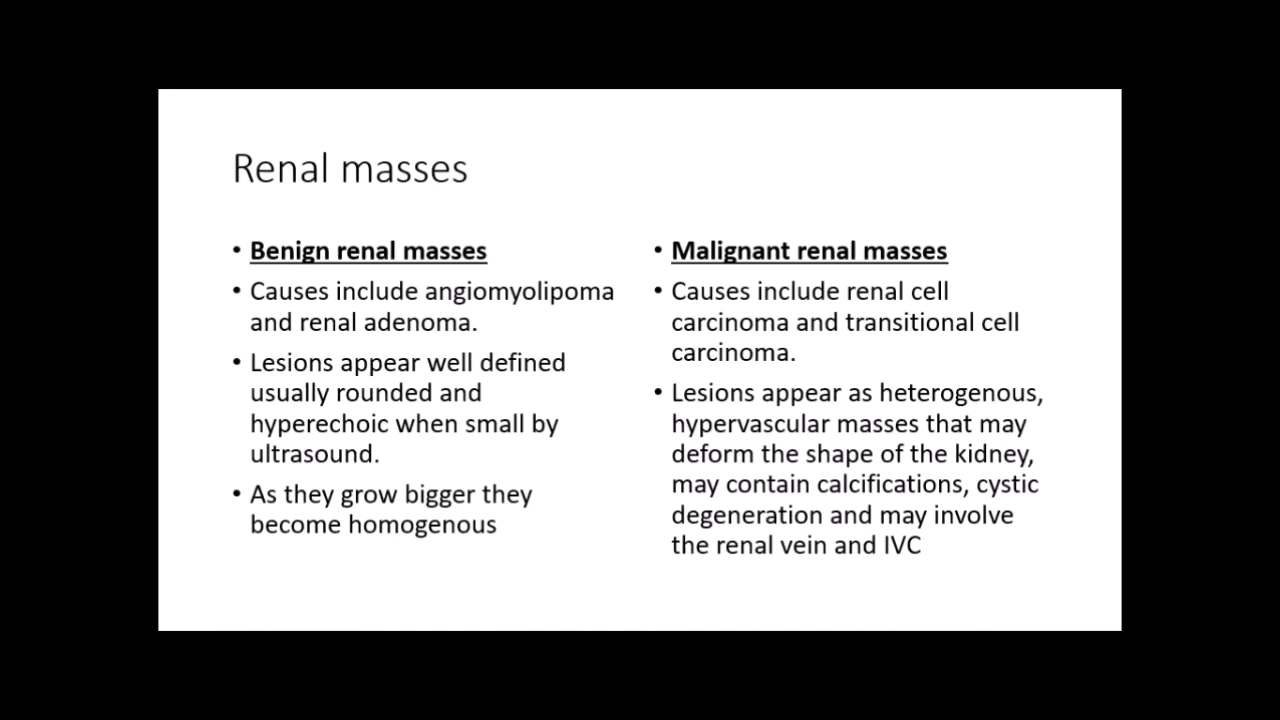 Renal masses
• Benign renal masses
• Causes include angiomyolipoma
and renal adenoma.
• Lesions appear well defined
usually rounded and
hyperechoic when small by
ultrasound.
• As they grow bigger they
become homogenous
• Malignant renal masses
• Causes include renal cell
carcinoma and transitional cell
carcinoma.
• Lesions appear as heterogenous,
hypervascular masses that may
deform the shape of the kidney,
may contain calcifications, cystic
degeneration and may involve
the renal vein and IVC